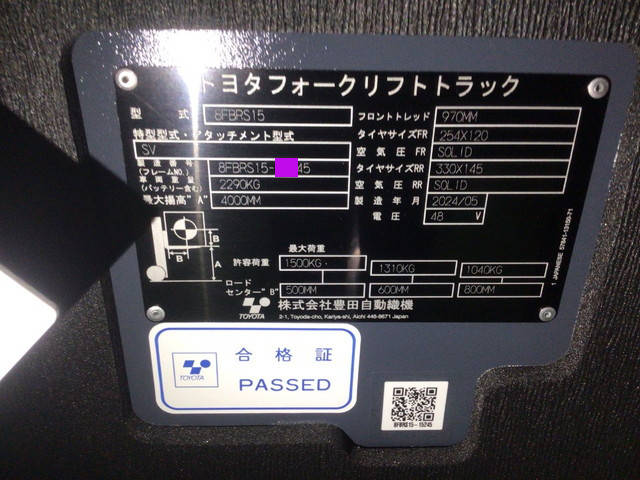 トヨタフォークリフトトラック
型 式 8FBRS15
特型型式・アタッチメント型式
SV
製造番号
(フレームNO.) 8FBRS15- 45
車両重量
(バッテリー含む) 2290KG
最大揚高"A" 4000MM
フロントトレッド 970MM
タイヤサイズFR 254X120
空気圧 FR SOLID
タイヤサイズRR 330X145
空気圧 RR SOLID
製造年月 2024/05
電圧 48 V
B
B
A
最大荷重
許容荷重 1500KG 1310KG 1040KG
ロード
センター"B" 500MM 600MM 800MM
TOYOTA
株式会社豊田自動織機
2-1, Toyoda-cho, Kariya-shi, Aichi 448-8671 Japan
1 JAPANESE 57841-13100-71
TOYOTA
合格証
PASSED
8FBRS15-15245